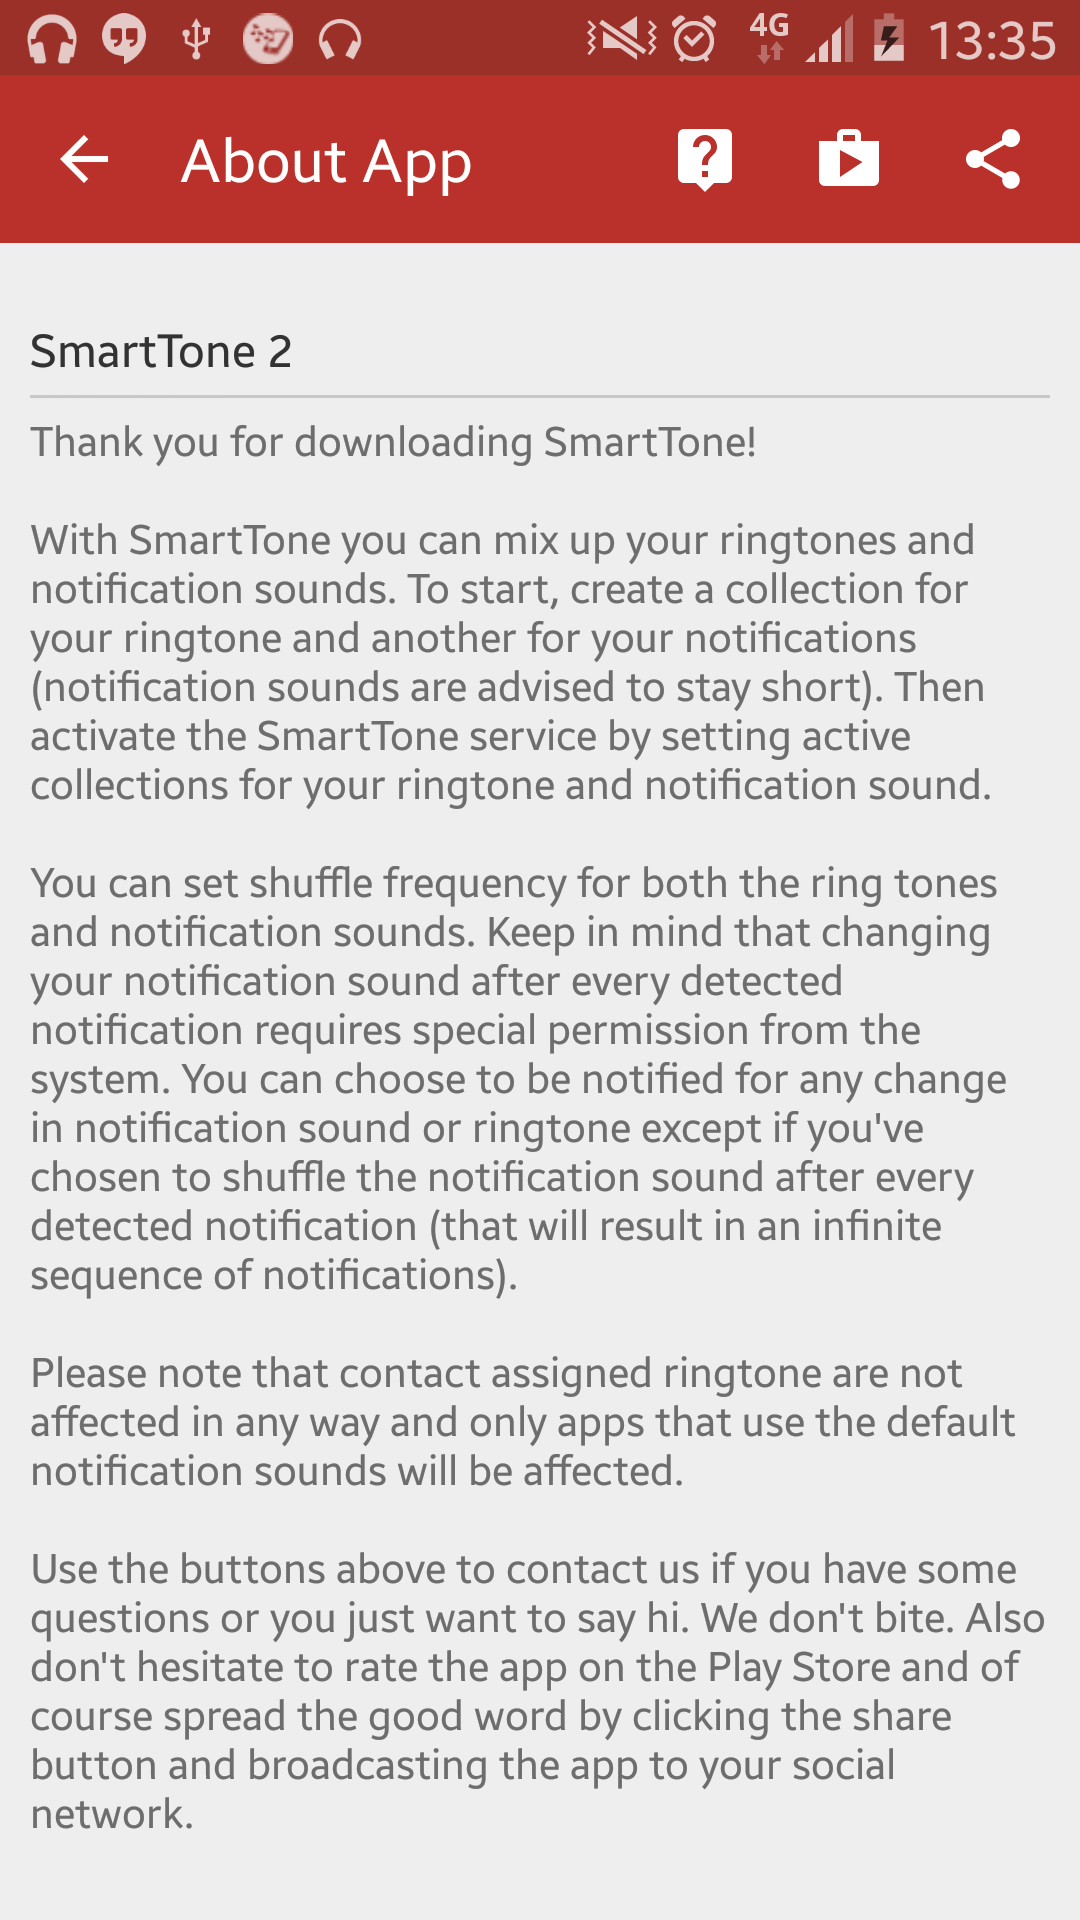 4G 13:35
About App
SmartTone 2
Thank you for downloading SmartTone!
With SmartTone you can mix up your ringtones and
notification sounds. To start, create a collection for
your ringtone and another for your notifications
(notification sounds are advised to stay short). Then
activate the SmartTone service by setting active
collections for your ringtone and notification sound.
You can set shuffle frequency for both the ring tones
and notification sounds. Keep in mind that changing
your notification sound after every detected
notification requires special permission from the
system. You can choose to be notified for any change
in notification sound or ringtone except if you've
chosen to shuffle the notification sound after every
detected notification (that will result in an infinite
sequence of notifications).
Please note that contact assigned ringtone are not
affected in any way and only apps that use the default
notification sounds will be affected.
Use the buttons above to contact us if you have some
questions or you just want to say hi. We don't bite. Also
don't hesitate to rate the app on the Play Store and of
course spread the good word by clicking the share
button and broadcasting the app to your social
network.